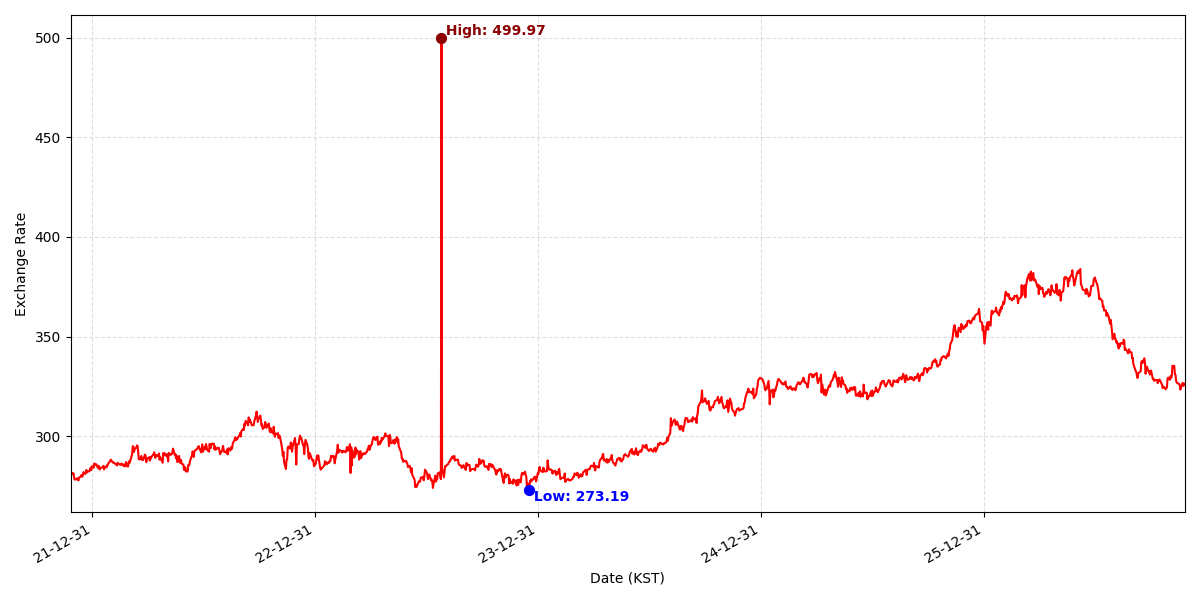 High: 499.97
500
450
400
350
300
Exchange Rate
Low: 273.19
21-12-31
22-12-31
23-12-31
24-12-31
25-12-31
Date (KST)